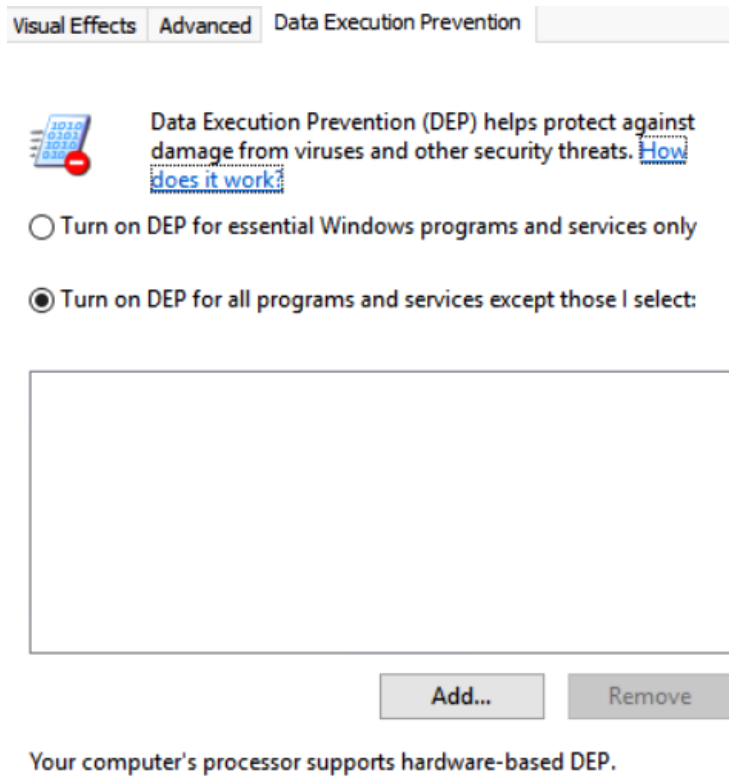 Visual Effects Advanced Data Execution Prevention
Data Execution Prevention (DEP) helps protect against
damage from viruses and other security threats. How
does it work?
Turn on DEP for essential Windows programs and services only
Turn on DEP for all programs and services except those I select:
Add... Remove
Your computer's processor supports hardware-based DEP.